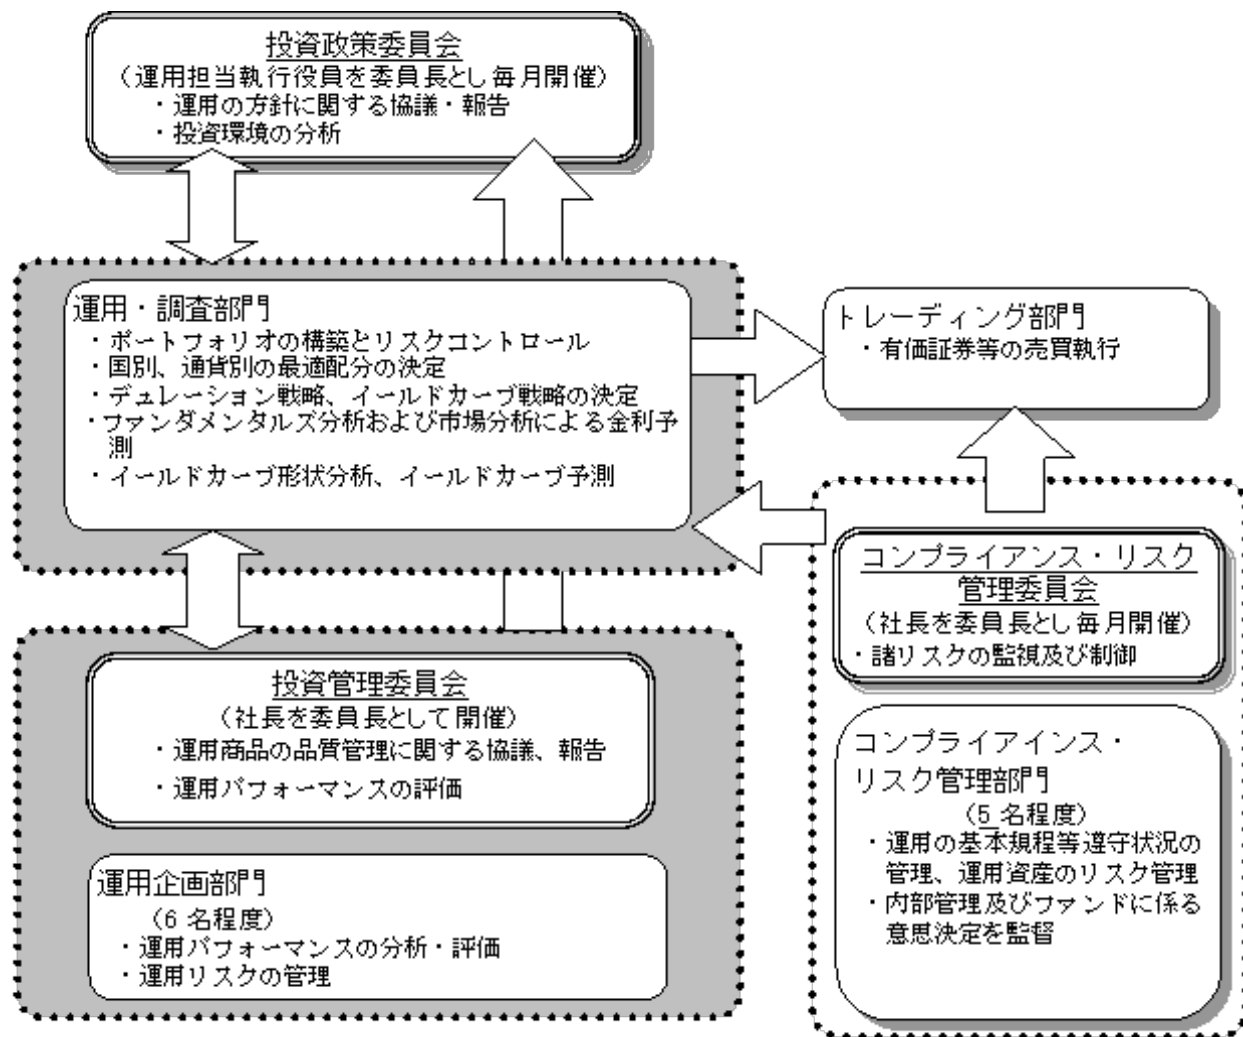 投資政策委員会
（運用担当執行役員を委員長とし毎月開催）
・運用の方針に関する協議・報告
・投資環境の分析
運用・調査部門
・ポートフォリオの構築とリスクコントロール
・国別、通貨別の最適配分の決定
・デュレーション戦略、イールドカーブ戦略の決定
・ファンダメンタルズ分析および市場分析による金利予
測
・イールドカーブ形状分析、イールドカーブ予測
トレーディング部門
・有価証券等の売買執行
コンプライアンス・リスク
管理委員会
（社長を委員長とし毎月開催）
・諸リスクの監視及び制御
投資管理委員会
（社長を委員長として開催）
・運用商品の品質管理に関する協議、報告
・運用パフォーマンスの評価
コンプライアインス・
リスク管理部門
（5 名程度）
・運用の基本規程等遵守状況の
管理、運用資産のリスク管理
・内部管理及びファンドに係る
意思決定を監督
運用企画部門
（6 名程度）
・運用パフォーマンスの分析・評価
・運用リスクの管理